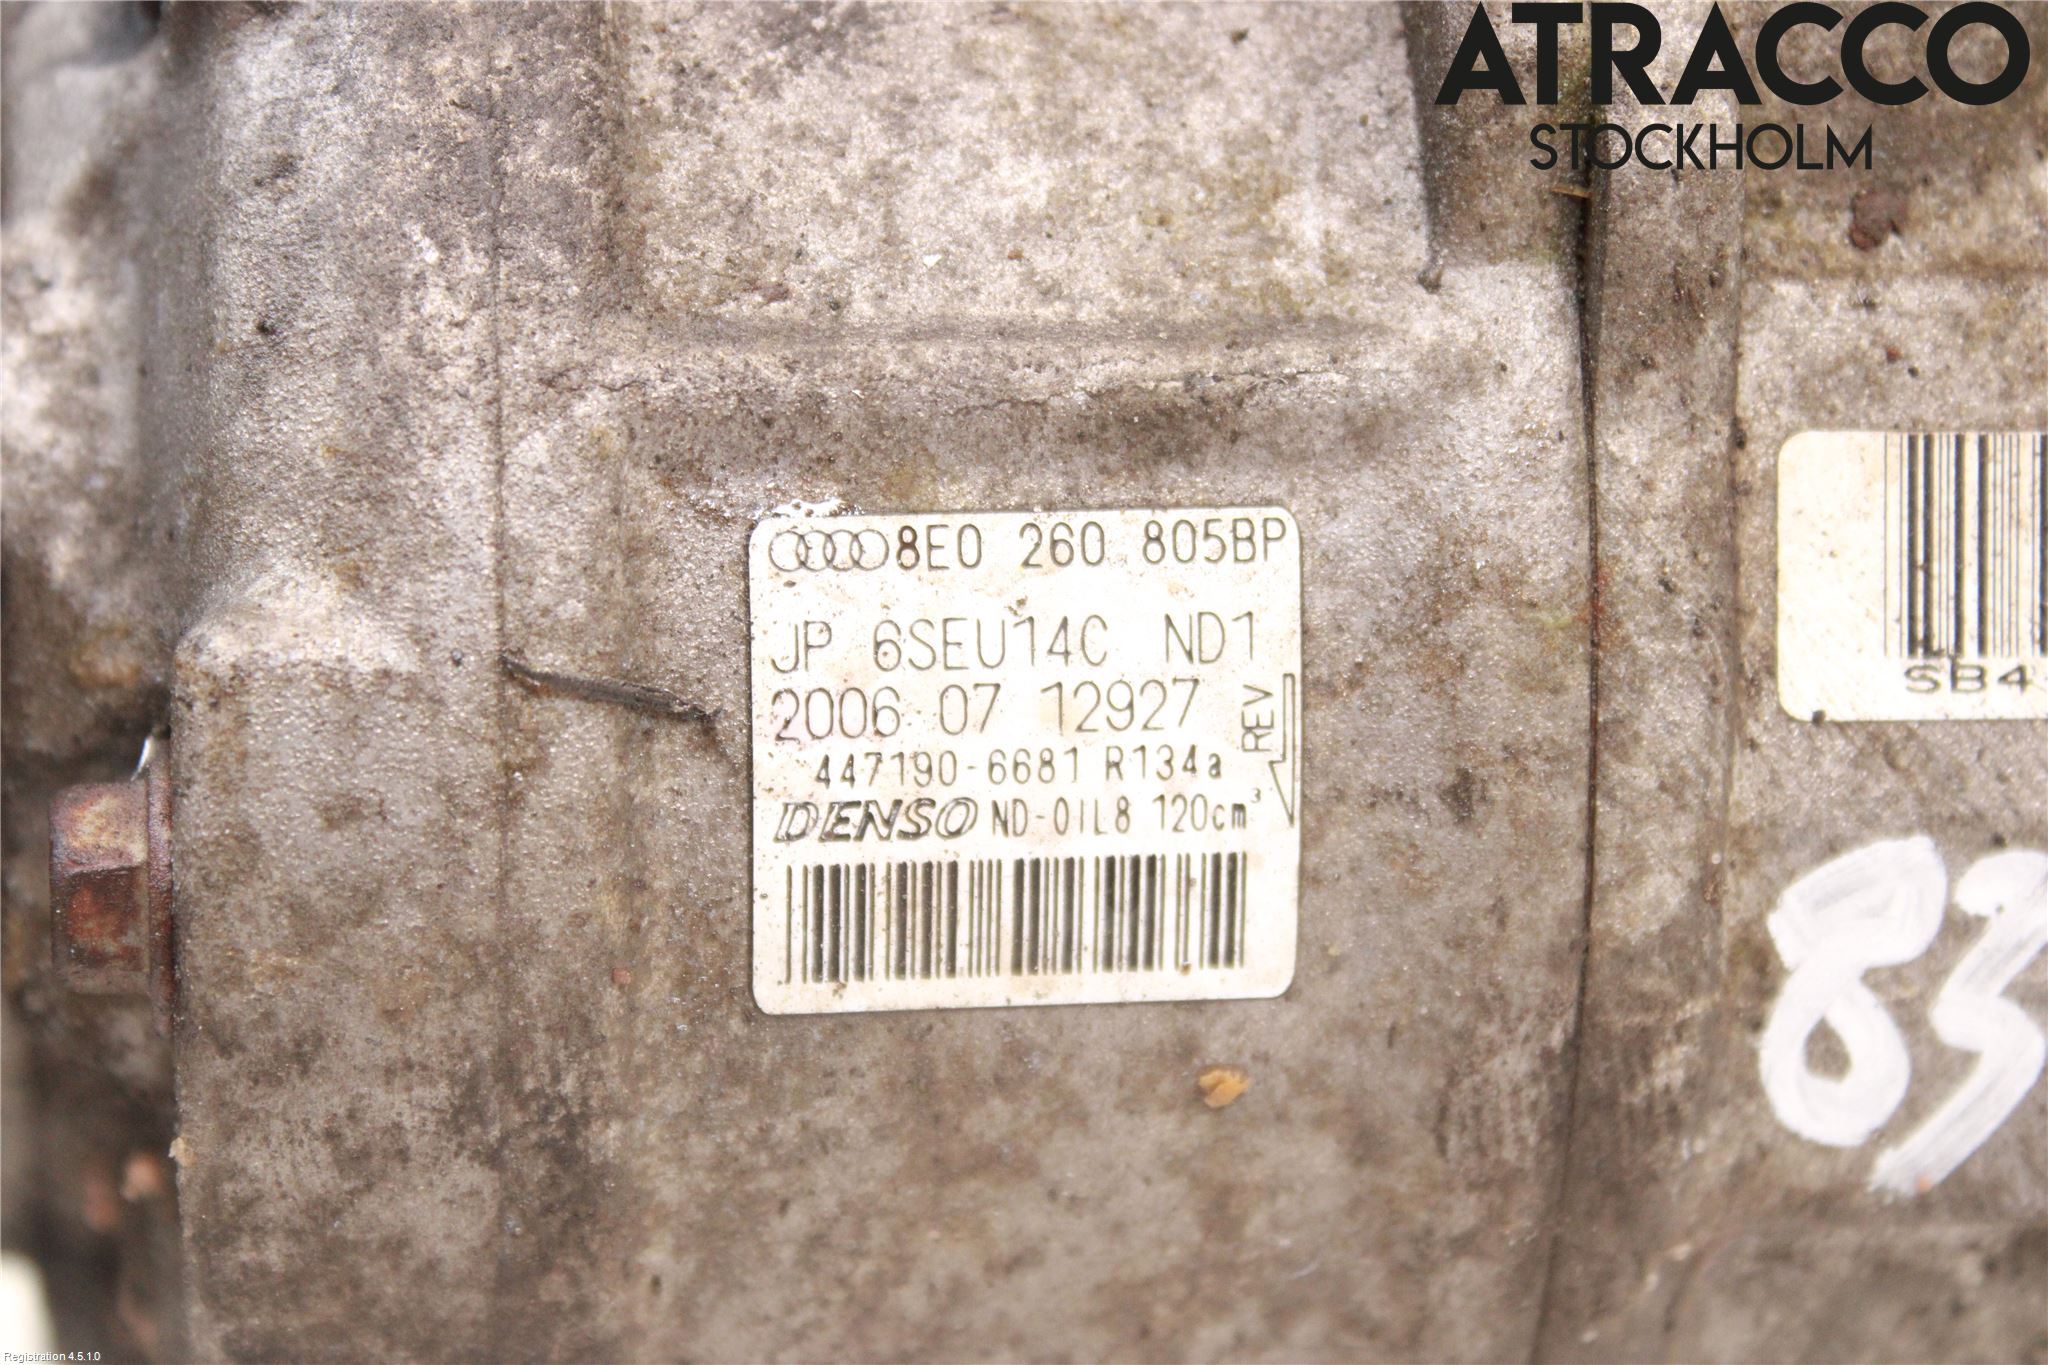 ATRACCO
STOCKHOLM
8E0 260 805BP
JP 6SEU14C ND1
2006 07 12927
REV
447190-6681 R134a
DENSO ND-OIL8 120cm³
SB4
83
Registration 4.5.1.0